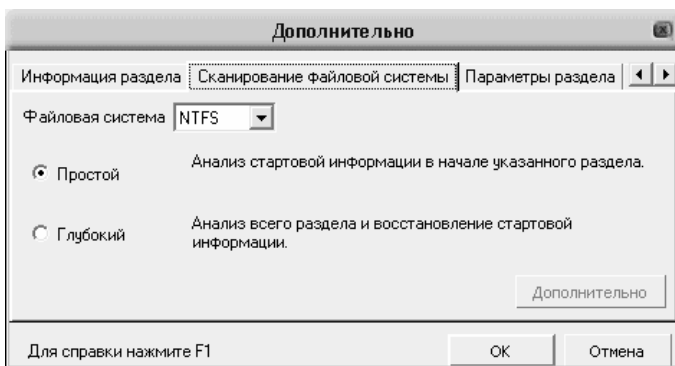 Дополнительно
Информация раздела Сканирование файловой системы Параметры раздела
Файловая система NTFS
Простой Анализ стартовой информации в начале указанного раздела.
Глубокий Анализ всего раздела и восстановление стартовой
информации.
Дополнительно
Для справки нажмите F1 OK Отмена